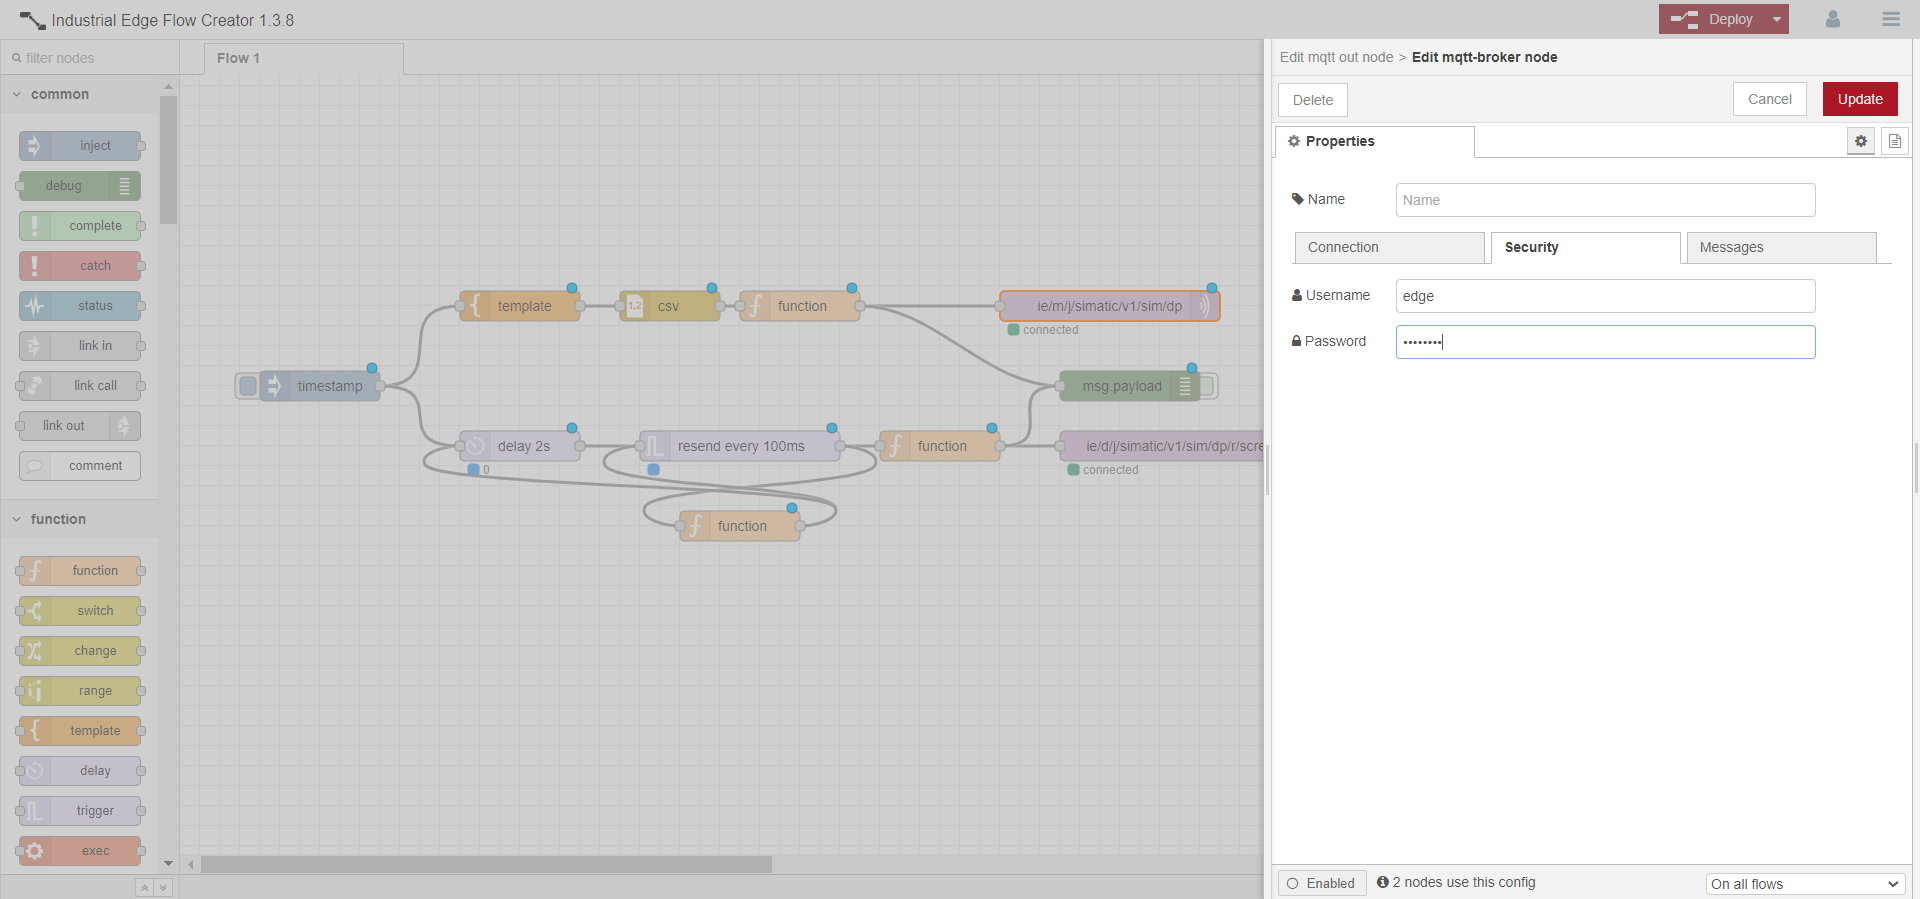 Industrial Edge Flow Creator 1.3.8
Deploy
filter nodes
Flow 1
common
inject
debug
complete
catch
status
link in
link call
link out
comment
function
function
switch
change
range
template
delay
trigger
exec
template
1,2
csv
function
ie/m/j/simatic/v1/sim/dp
connected
timestamp
msg.payload
delay 2s
0
resend every 100ms
function
ie/d/j/simatic/v1/sim/dp/r/scre
connected
function
Edit mqtt out node > Edit mqtt-broker node
Delete
Cancel
Update
Properties
Name
Name
Connection
Security
Messages
Username
edge
Password
••••••••
Enabled
2 nodes use this config
On all flows